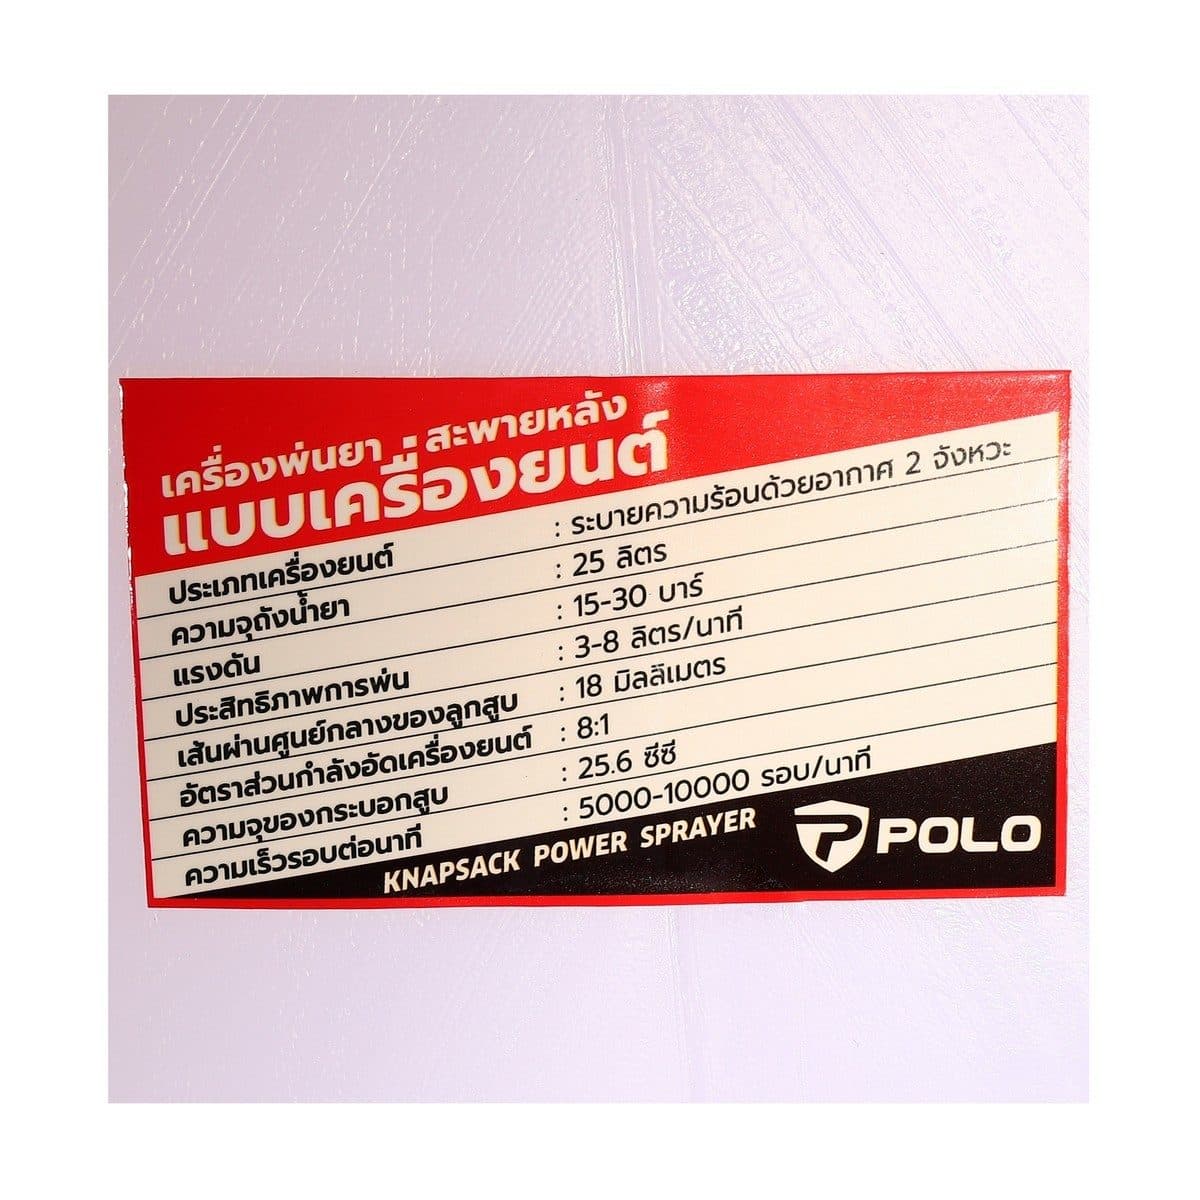 เครื่องพ่นยา สะพายหลัง
แบบเครื่องยนต์
ประเภทเครื่องยนต์ : ระบายความร้อนด้วยอากาศ 2 จังหวะ
ความจุถังน้ำยา : 25 ลิตร
แรงดัน : 15-30 บาร์
ประสิทธิภาพการพ่น : 3-8 ลิตร/นาที
เส้นผ่านศูนย์กลางของลูกสูบ : 18 มิลลิเมตร
อัตราส่วนกำลังอัดเครื่องยนต์ : 8:1
ความจุของกระบอกสูบ : 25.6 ซีซี
ความเร็วรอบต่อนาที : 5000-10000 รอบ/นาที
KNAPSACK POWER SPRAYER
POLO